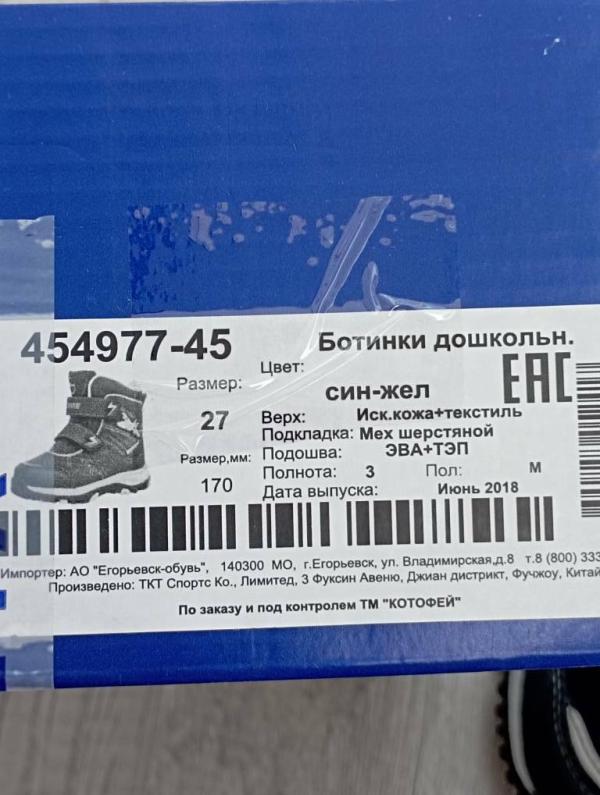 454977-45
Ботинки дошкольн.
Размер:
Цвет:
27
син-жел
EAC
Верх: Иск.кожа+текстиль
Подкладка: Мех шерстяной
Размер,мм:
Подошва: ЭВА+ТЭП
170
Полнота: 3 Пол: М
Дата выпуска: Июнь 2018
Импортер: АО "Егорьевск-обувь", 140300 МО, г.Егорьевск, ул. Владимирская,д.8 т.8 (800) 333
Произведено: ТКТ Спортс Ко., Лимитед, 3 Фуксин Авеню, Джиан дистрикт, Фучжоу, Китай
По заказу и под контролем ТМ "КОТОФЕЙ"